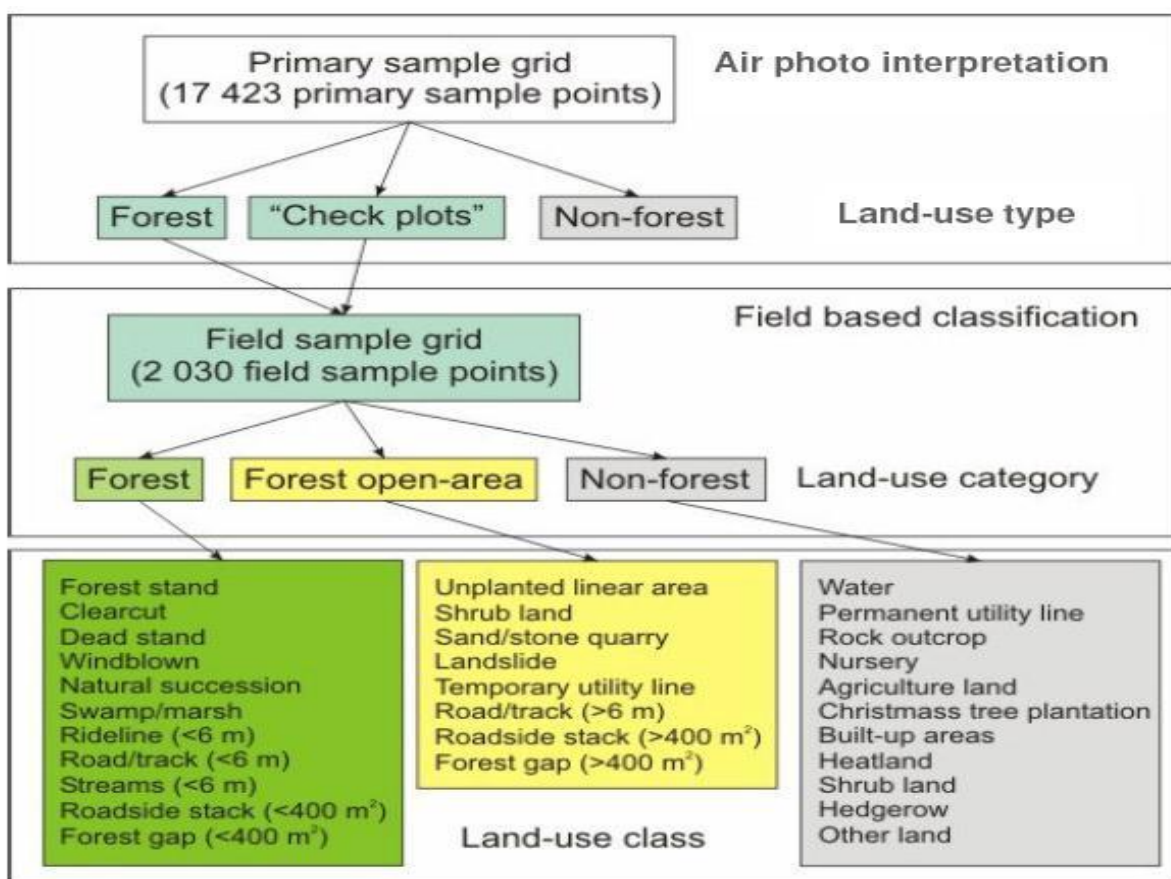 Primary sample grid
(17 423 primary sample points)
Air photo interpretation
Forest
“Check plots”
Non-forest
Land-use type
Field based classification
Field sample grid
(2 030 field sample points)
Forest
Forest open-area
Non-forest
Land-use category
Forest stand
Clearcut
Dead stand
Windblown
Natural succession
Swamp/marsh
Rideline (<6 m)
Road/track (<6 m)
Streams (<6 m)
Roadside stack (<400 m²)
Forest gap (<400 m²)
Unplanted linear area
Shrub land
Sand/stone quarry
Landslide
Temporary utility line
Road/track (>6 m)
Roadside stack (>400 m²)
Forest gap (>400 m²)
Water
Permanent utility line
Rock outcrop
Nursery
Agriculture land
Christmass tree plantation
Built-up areas
Heatland
Shrub land
Hedgerow
Other land
Land-use class